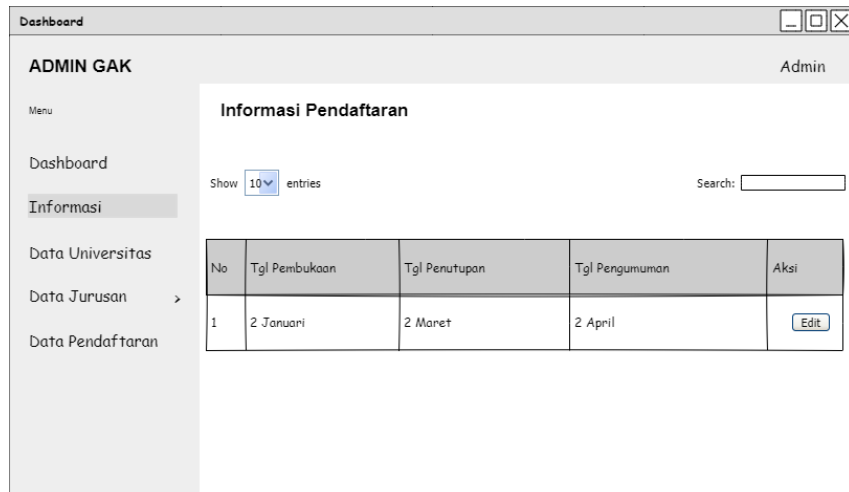 Dashboard
ADMIN GAK
Admin
Menu
Informasi Pendaftaran
Dashboard
Show 10 entries
Search:
Informasi
Data Universitas
No Tgl Pembukaan Tgl Penutupan Tgl Pengumuman Aksi
Data Jurusan >
1 2 Januari 2 Maret 2 April Edit
Data Pendaftaran